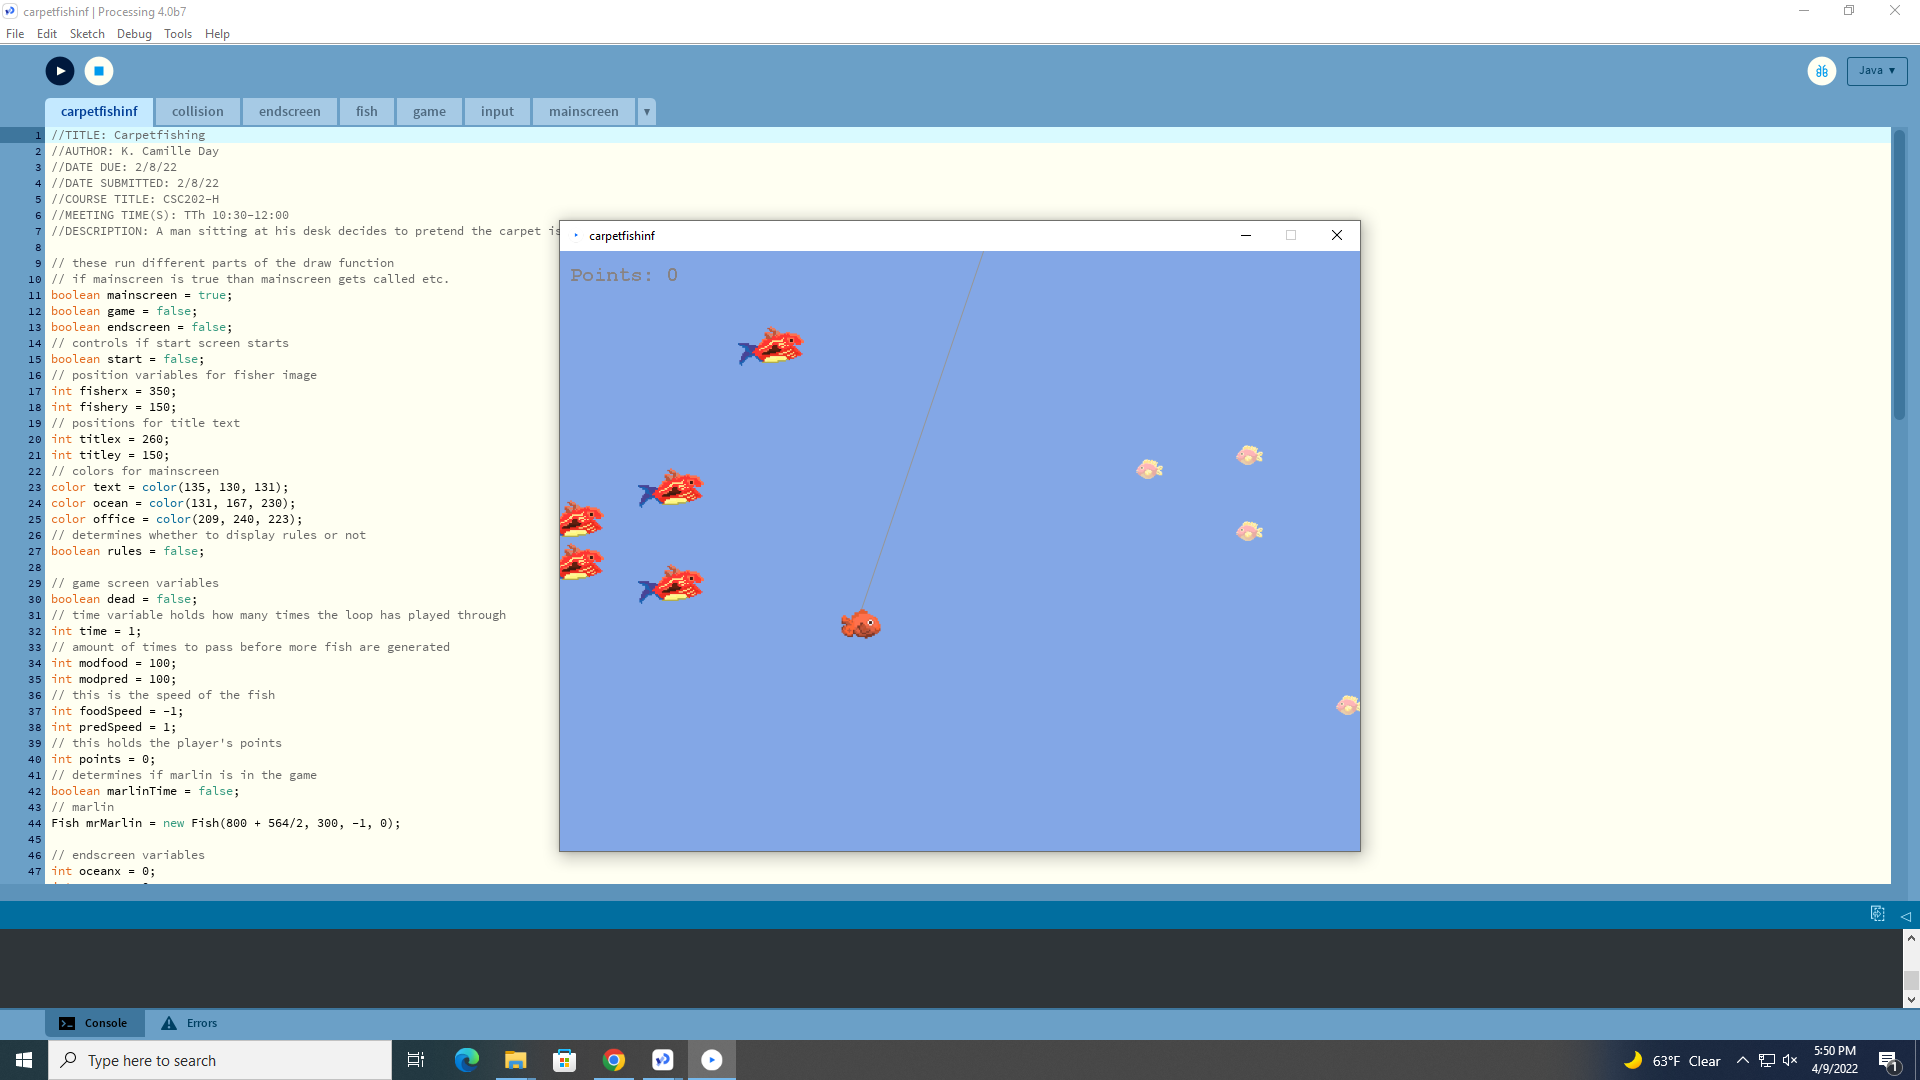 carpetfishinf | Processing 4.0b7
File Edit Sketch Debug Tools Help
Java ▾
carpetfishinf collision endscreen fish game input mainscreen ▾
1 //TITLE: Carpetfishing
2 //AUTHOR: K. Camille Day
3 //DATE DUE: 2/8/22
4 //DATE SUBMITTED: 2/8/22
5 //COURSE TITLE: CSC202-H
6 //MEETING TIME(S): TTh 10:30-12:00
7 //DESCRIPTION: A man sitting at his desk decides to pretend the carpet is
8
9 // these run different parts of the draw function
10 // if mainscreen is true than mainscreen gets called etc.
11 boolean mainscreen = true;
12 boolean game = false;
13 boolean endscreen = false;
14 // controls if start screen starts
15 boolean start = false;
16 // position variables for fisher image
17 int fisherx = 350;
18 int fishery = 150;
19 // positions for title text
20 int titlex = 260;
21 int titley = 150;
22 // colors for mainscreen
23 color text = color(135, 130, 131);
24 color ocean = color(131, 167, 230);
25 color office = color(209, 240, 223);
26 // determines whether to display rules or not
27 boolean rules = false;
28
29 // game screen variables
30 boolean dead = false;
31 // time variable holds how many times the loop has played through
32 int time = 1;
33 // amount of times to pass before more fish are generated
34 int modfood = 100;
35 int modpred = 100;
36 // this is the speed of the fish
37 int foodSpeed = -1;
38 int predSpeed = 1;
39 // this holds the player's points
40 int points = 0;
41 // determines if marlin is in the game
42 boolean marlinTime = false;
43 // marlin
44 Fish mrMarlin = new Fish(800 + 564/2, 300, -1, 0);
45
46 // endscreen variables
47 int oceanx = 0;
carpetfishinf
Points: 0
Console Errors
Type here to search
63°F Clear
5:50 PM
4/9/2022
1